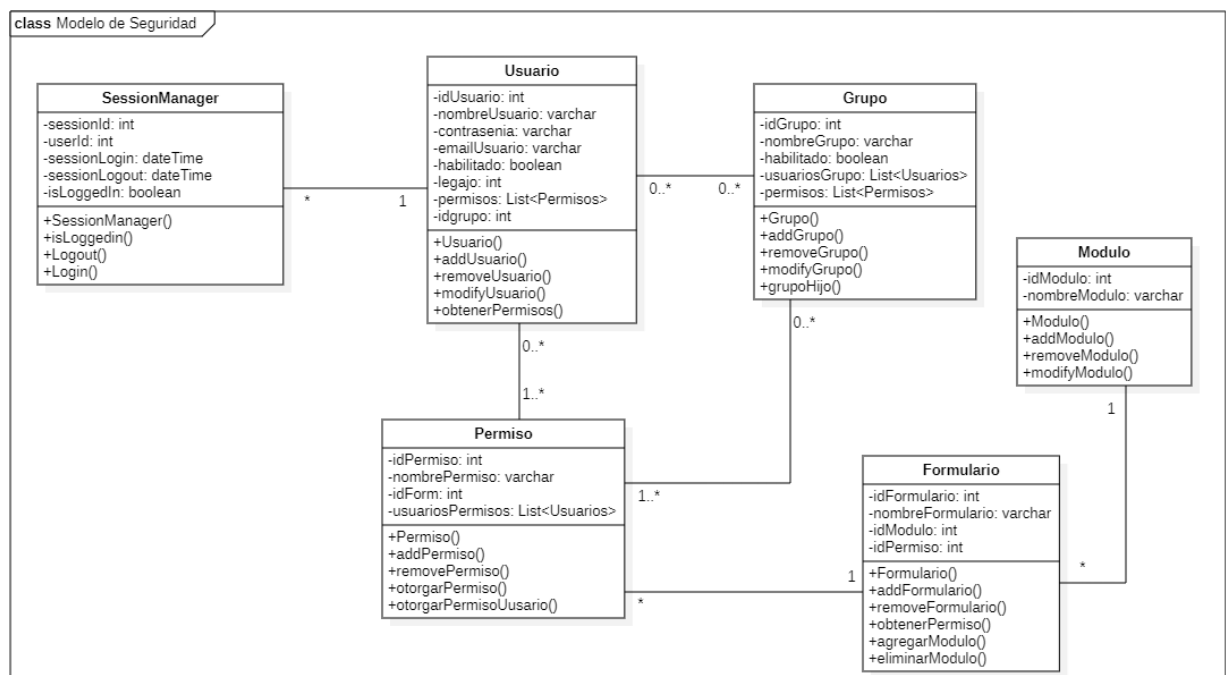 class Modelo de Seguridad
SessionManager
-sessionId: int
-userId: int
-sessionLogin: dateTime
-sessionLogout: dateTime
-isLoggedIn: boolean
+SessionManager()
+isLoggedin()
+Logout()
+Login()
*
1
Usuario
-idUsuario: int
-nombreUsuario: varchar
-contrasenia: varchar
-emailUsuario: varchar
-habilitado: boolean
-legajo: int
-permisos: List<Permisos>
-idgrupo: int
+Usuario()
+addUsuario()
+removeUsuario()
+modifyUsuario()
+obtenerPermisos()
0..*
0..*
Grupo
-idGrupo: int
-nombreGrupo: varchar
-habilitado: boolean
-usuariosGrupo: List<Usuarios>
-permisos: List<Permisos>
+Grupo()
+addGrupo()
+removeGrupo()
+modifyGrupo()
+grupoHijo()
0..*
Modulo
-idModulo: int
-nombreModulo: varchar
+Modulo()
+addModulo()
+removeModulo()
+modifyModulo()
1
0..*
1..*
Permiso
-idPermiso: int
-nombrePermiso: varchar
-idForm: int
-usuariosPermisos: List<Usuarios>
+Permiso()
+addPermiso()
+removePermiso()
+otorgarPermiso()
+otorgarPermisoUusario()
1..*
*
1
Formulario
-idFormulario: int
-nombreFormulario: varchar
-idModulo: int
-idPermiso: int
+Formulario()
+addFormulario()
+removeFormulario()
+obtenerPermiso()
+agregarModulo()
+eliminarModulo()
*